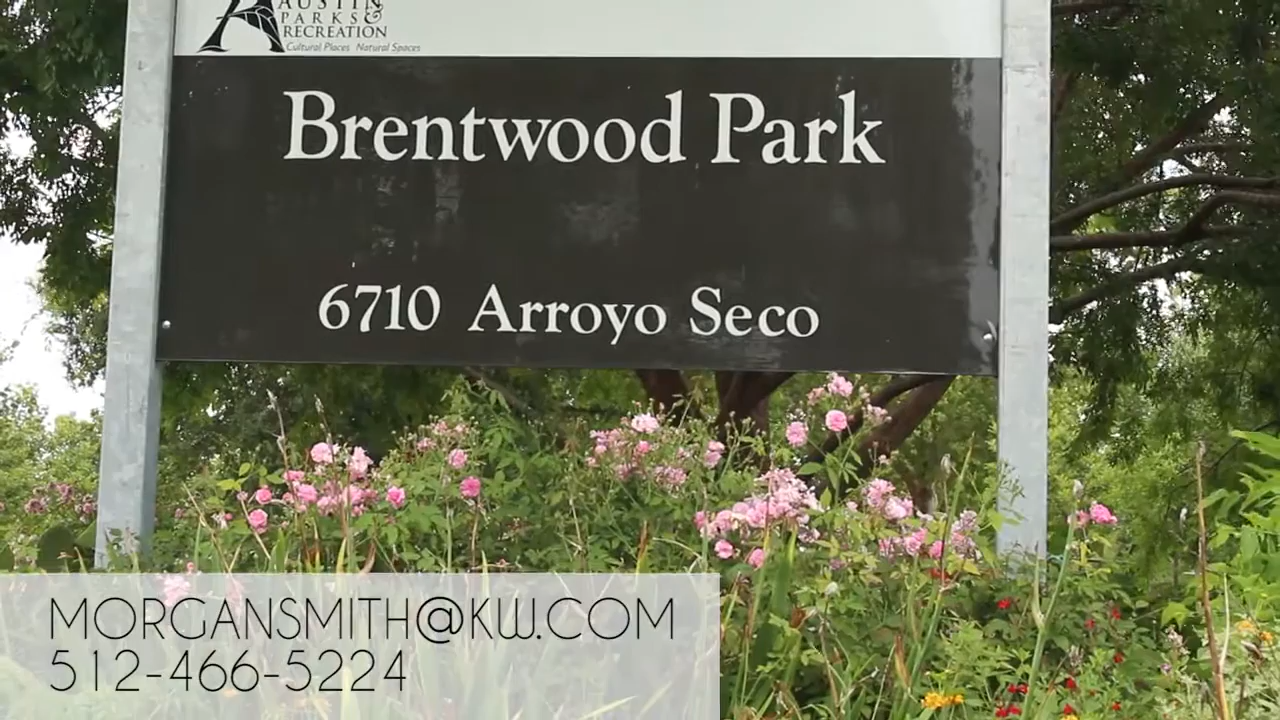 AUSTIN
PARKS &
RECREATION
Cultural Places Natural Spaces
Brentwood Park
6710 Arroyo Seco
MORGANSMITH@KW.COM
512-466-5224